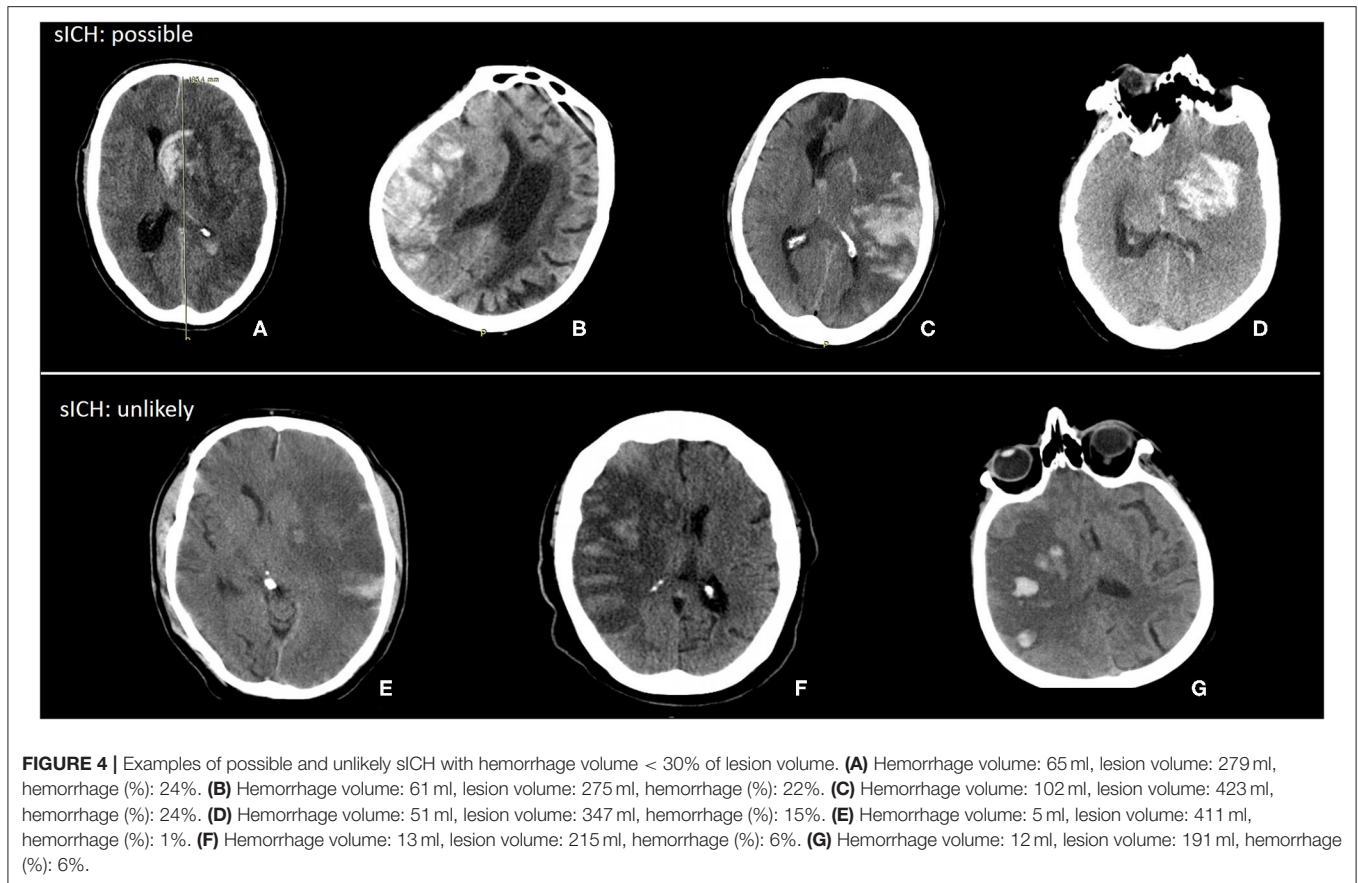 sICH: possible
185.4 mm
A
B
C
D
P
P
sICH: unlikely
E
F
G
FIGURE 4 | Examples of possible and unlikely sICH with hemorrhage volume < 30% of lesion volume. (A) Hemorrhage volume: 65 ml, lesion volume: 279 ml,
hemorrhage (%): 24%. (B) Hemorrhage volume: 61 ml, lesion volume: 275 ml, hemorrhage (%): 22%. (C) Hemorrhage volume: 102 ml, lesion volume: 423 ml,
hemorrhage (%): 24%. (D) Hemorrhage volume: 51 ml, lesion volume: 347 ml, hemorrhage (%): 15%. (E) Hemorrhage volume: 5 ml, lesion volume: 411 ml,
hemorrhage (%): 1%. (F) Hemorrhage volume: 13 ml, lesion volume: 215 ml, hemorrhage (%): 6%. (G) Hemorrhage volume: 12 ml, lesion volume: 191 ml, hemorrhage
(%): 6%.